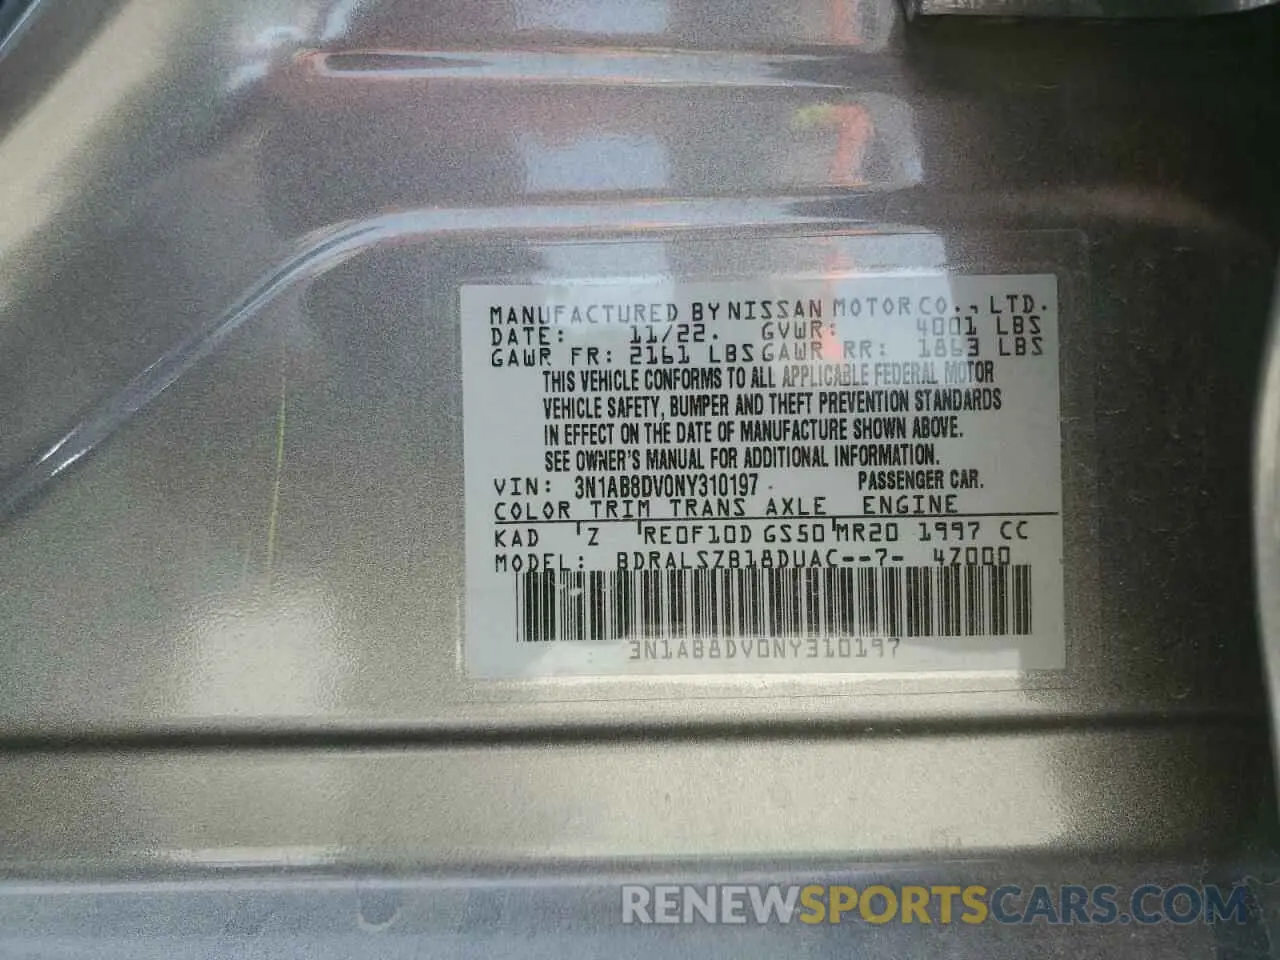 MANUFACTURED BY NISSAN MOTOR CO., LTD.
DATE: 11/22. GVWR: 4001 LBS
GAWR FR: 2161 LBS GAWR RR: 1863 LBS
THIS VEHICLE CONFORMS TO ALL APPLICABLE FEDERAL MOTOR
VEHICLE SAFETY, BUMPER AND THEFT PREVENTION STANDARDS
IN EFFECT ON THE DATE OF MANUFACTURE SHOWN ABOVE.
SEE OWNER'S MANUAL FOR ADDITIONAL INFORMATION.
VIN: 3N1AB8DV0NY310197 PASSENGER CAR.
COLOR TRIM TRANS AXLE ENGINE
KAD Z RE0F10D GS50 MR20 1997 CC
MODEL: BDRALSZB18DUAC--7- 4Z000
3N1AB8DV0NY310197
RENEWSPORTSCARS.COM